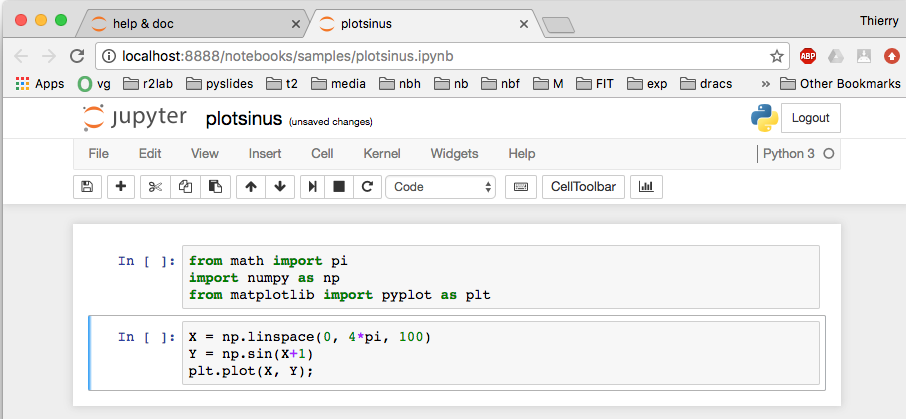 help & doc
plotsinus
Thierry
localhost:8888/notebooks/samples/plotsinus.ipynb
ABP
Apps vg r2lab pyslides t2 media nbh nb nbf M FIT exp dracs » Other Bookmarks
jupyter plotsinus (unsaved changes) Logout
File Edit View Insert Cell Kernel Widgets Help Python 3
Code CellToolbar
In [ ]: from math import pi
import numpy as np
from matplotlib import pyplot as plt
In [ ]: X = np.linspace(0, 4*pi, 100)
Y = np.sin(X+1)
plt.plot(X, Y);